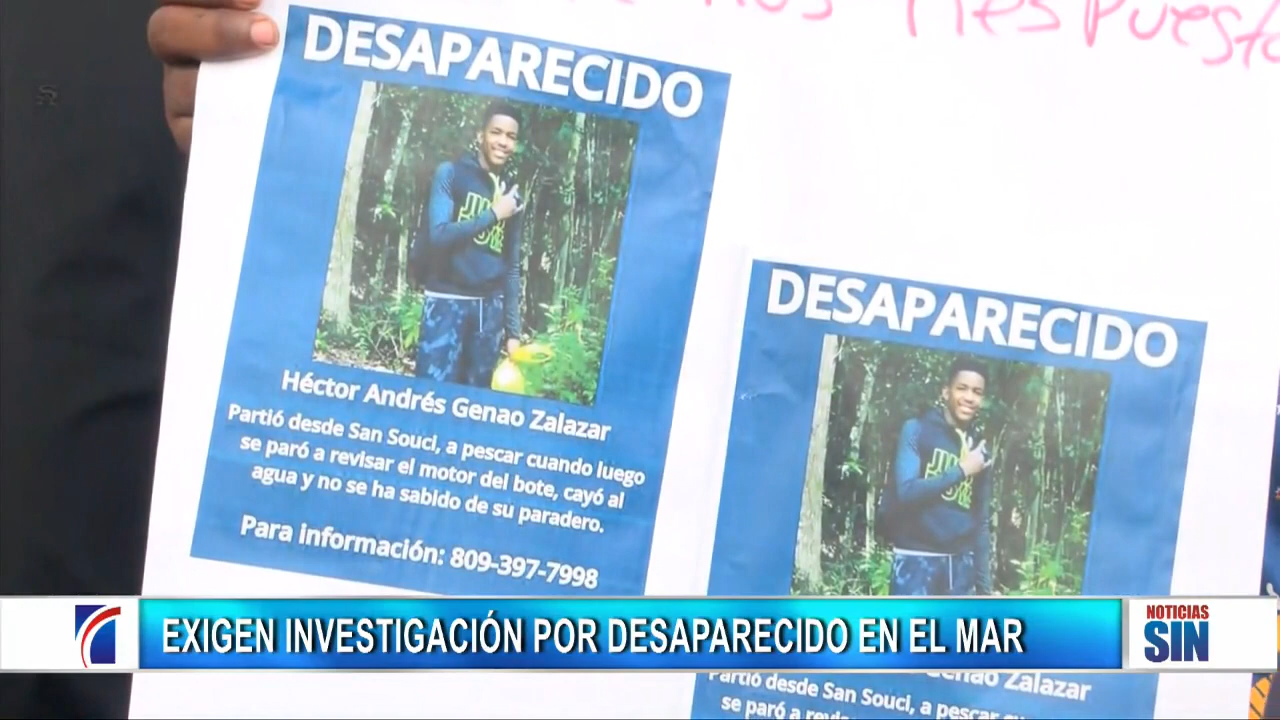 nos Respuesta
DESAPARECIDO
Héctor Andrés Genao Zalazar
Partió desde San Souci, a pescar cuando luego
se paró a revisar el motor del bote, cayó al
agua y no se ha sabido de su paradero.
Para información: 809-397-7998
DESAPARECIDO
Genao Zalazar
Partió desde San Souci, a pescar
se paró a
EXIGEN INVESTIGACIÓN POR DESAPARECIDO EN EL MAR
NOTICIAS
SIN